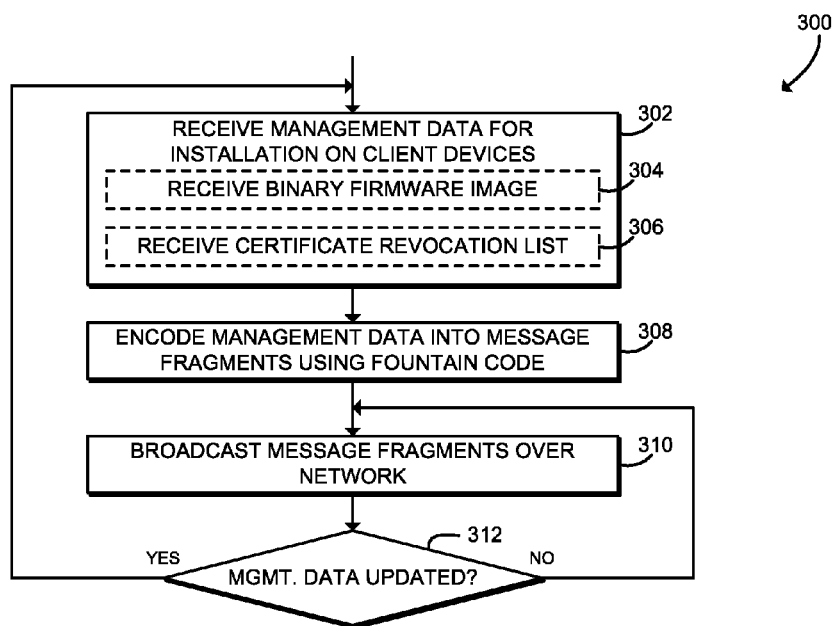 300
RECEIVE MANAGEMENT DATA FOR
INSTALLATION ON CLIENT DEVICES
302
RECEIVE BINARY FIRMWARE IMAGE
304
RECEIVE CERTIFICATE REVOCATION LIST
306
ENCODE MANAGEMENT DATA INTO MESSAGE
FRAGMENTS USING FOUNTAIN CODE
308
BROADCAST MESSAGE FRAGMENTS OVER
NETWORK
310
312
YES
MGMT. DATA UPDATED?
NO